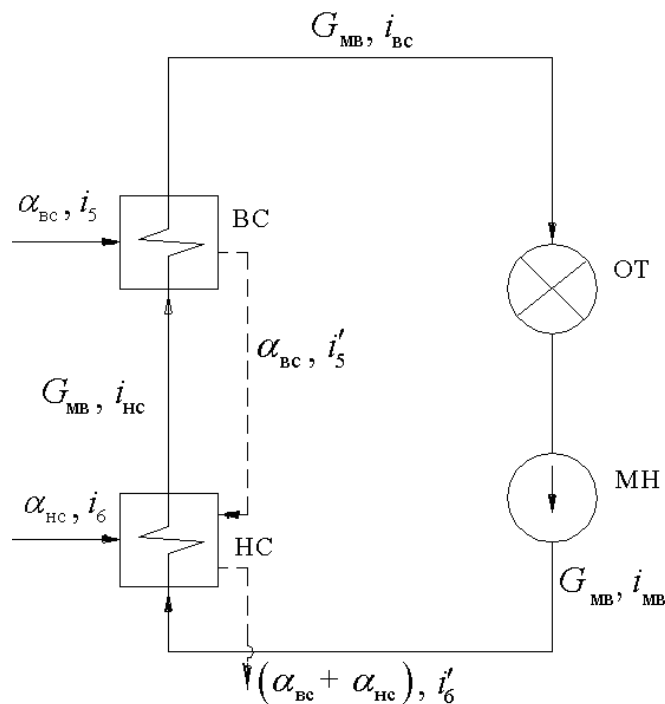 G_мв, i_вс
α_вс, i_5
ВС
ОТ
α_вс, i′_5
G_мв, i_нс
α_нс, i_6
МН
НС
G_мв, i_мв
(α_вс + α_нс), i′_6